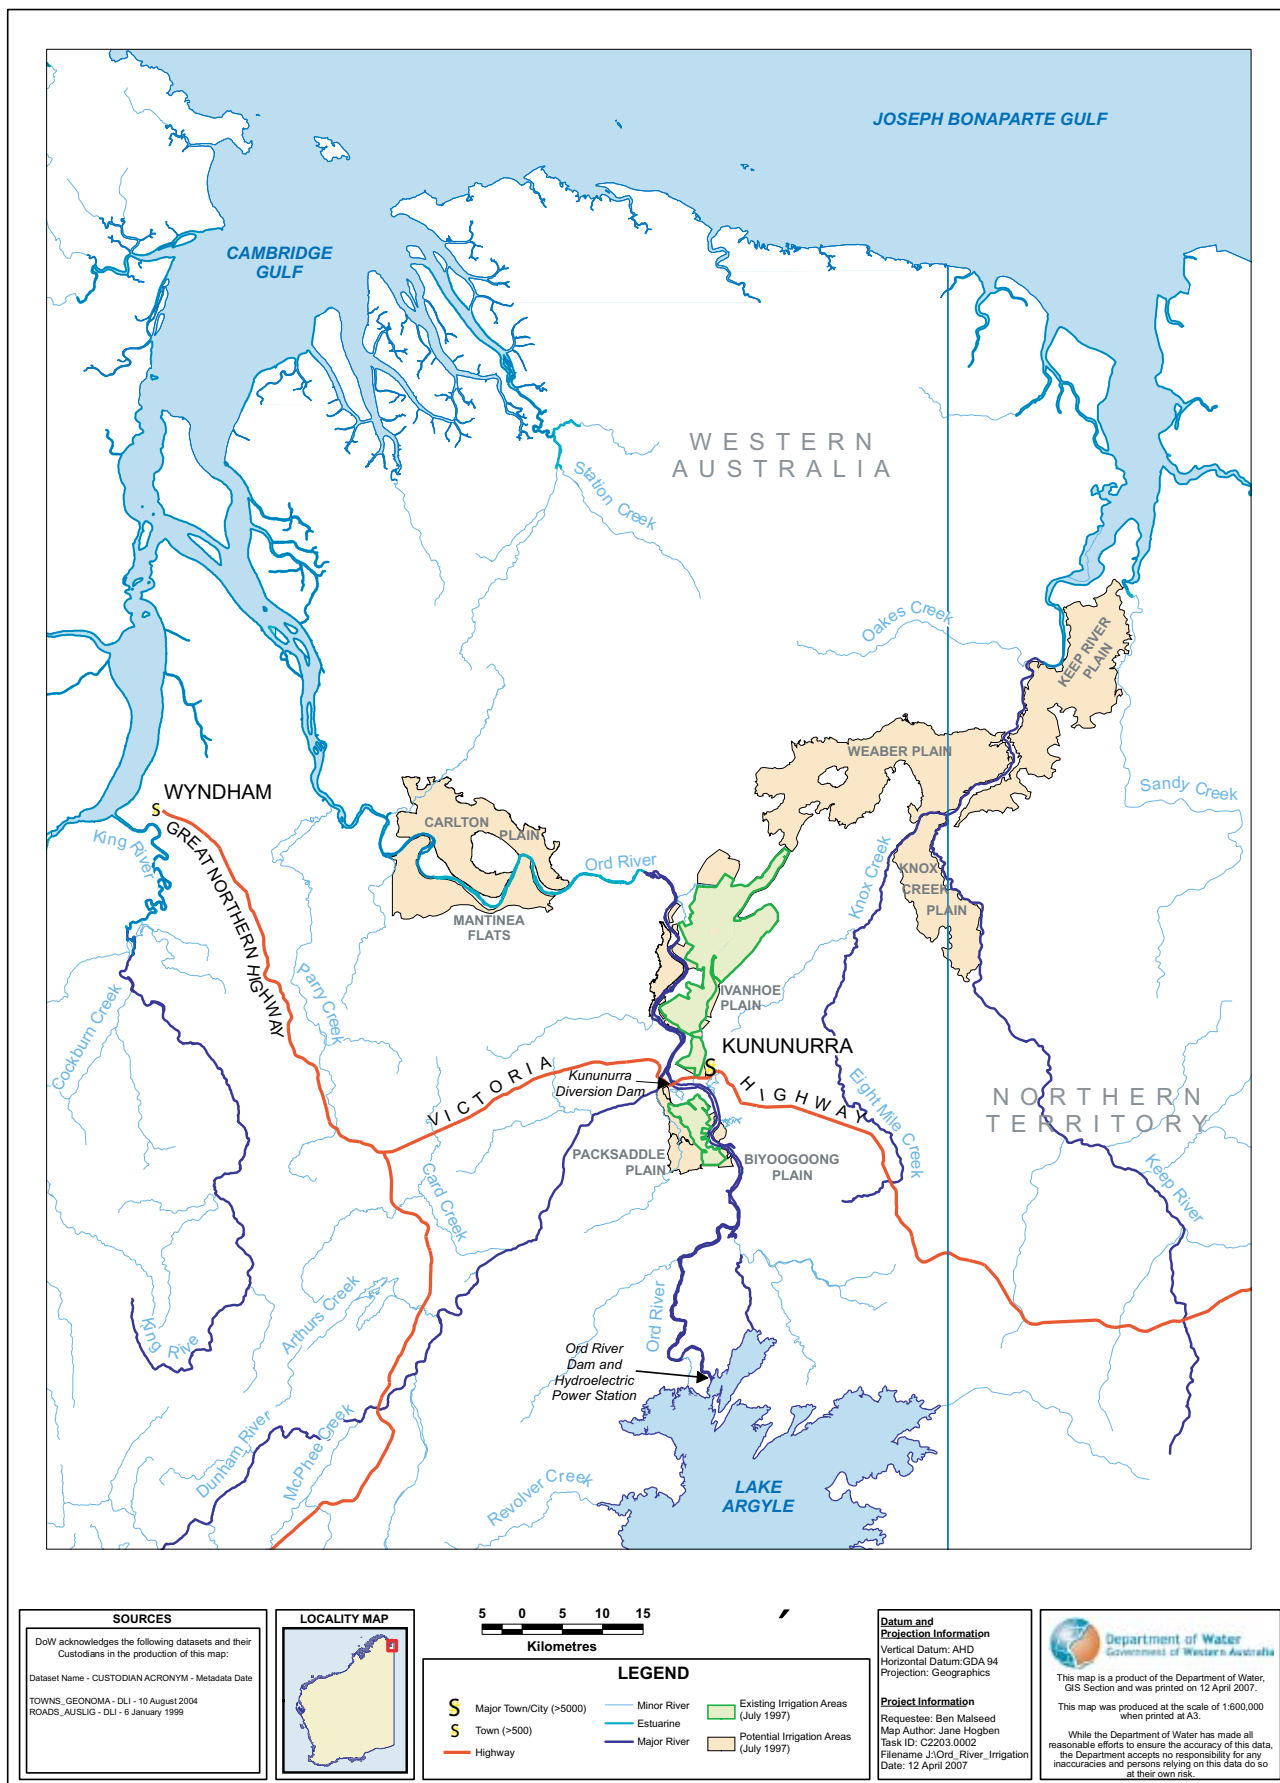 JOSEPH BONAPARTE GULF
CAMBRIDGE
GULF
WESTERN
AUSTRALIA
Station Creek
Oakes Creek
KEEP RIVER
PLAIN
WEABER PLAIN
Sandy Creek
WYNDHAM
King River
GREAT NORTHERN HIGHWAY
CARLTON
PLAIN
Ord River
MANTINEA
FLATS
Knox Creek
KNOX
CREEK
PLAIN
Parry Creek
Cockburn Creek
IVANHOE
PLAIN
KUNUNURRA
VICTORIA
HIGHWAY
Kununurra
Diversion Dam
Eight Mile Creek
NORTHERN
TERRITORY
PACKSADDLE
PLAIN
BIYOOGOONG
PLAIN
Card Creek
Keep River
King Rive
Arthurs Creek
Ord River
Ord River
Dam and
Hydroelectric
Power Station
Dunham River
McPhee Creek
Revolver Creek
LAKE
ARGYLE
SOURCES
DoW acknowledges the following datasets and their
Custodians in the production of this map:
Dataset Name - CUSTODIAN ACRONYM - Metadata Date
TOWNS_GEONOMA - DLI - 10 August 2004
ROADS_AUSLIG - DLI - 6 January 1999
LOCALITY MAP
5 0 5 10 15
Kilometres
LEGEND
S Major Town/City (>5000)
S Town (>500)
Highway
Minor River
Estuarine
Major River
Existing Irrigation Areas
(July 1997)
Potential Irrigation Areas
(July 1997)
Datum and
Projection Information
Vertical Datum: AHD
Horizontal Datum:GDA 94
Projection: Geographics
Project Information
Requestee: Ben Malseed
Map Author: Jane Hogben
Task ID: C2203.0002
Filename J:\Ord_River_Irrigation
Date: 12 April 2007
Department of Water
Government of Western Australia
This map is a product of the Department of Water,
GIS Section and was printed on 12 April 2007.
This map was produced at the scale of 1:600,000
when printed at A3.
While the Department of Water has made all
reasonable efforts to ensure the accuracy of this data,
the Department accepts no responsibility for any
inaccuracies and persons relying on this data do so
at their own risk.